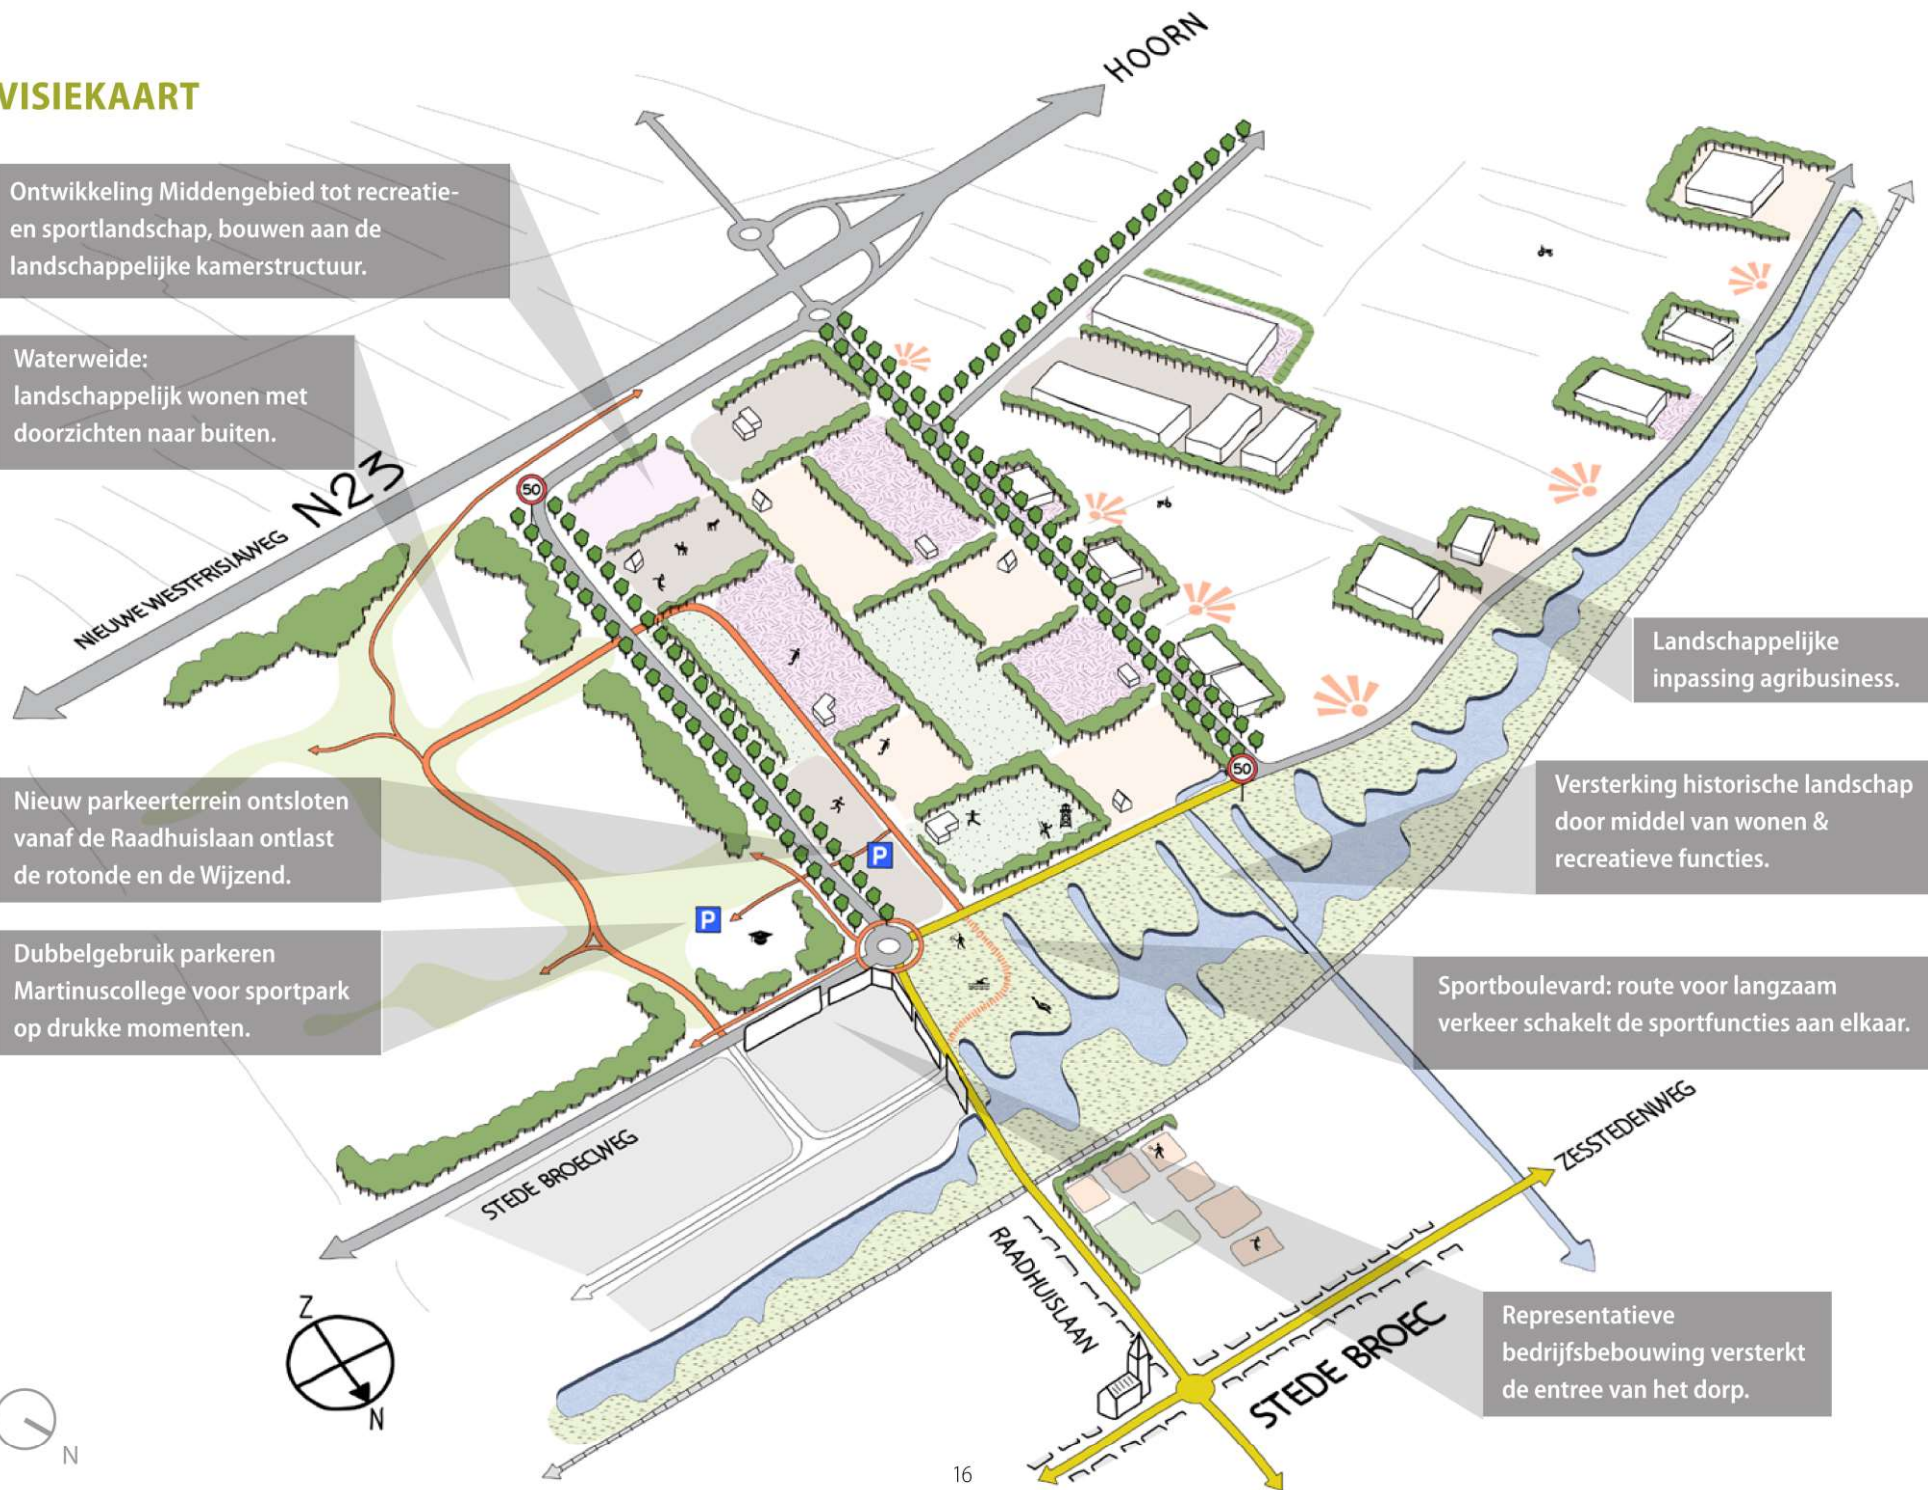 VISIEKAART
HOORN
Ontwikkeling Middengebied tot recreatie-
en sportlandschap, bouwen aan de
landschappelijke kamerstructuur.
Waterweide:
landschappelijk wonen met
doorzichten naar buiten.
NIEUWE WESTFRISIAWEG N23
50
Landschappelijke
inpassing agribusiness.
50
Nieuw parkeerterrein ontsloten
vanaf de Raadhuislaan ontlast
de rotonde en de Wijzend.
Versterking historische landschap
door middel van wonen &
recreatieve functies.
P
P
Dubbelgebruik parkeren
Martinuscollege voor sportpark
op drukke momenten.
Sportboulevard: route voor langzaam
verkeer schakelt de sportfuncties aan elkaar.
STEDE BROECWEG
ZESSTEDENWEG
RAADHUISLAAN
STEDE BROEC
Representatieve
bedrijfsbebouwing versterkt
de entree van het dorp.
Z
N
N
16